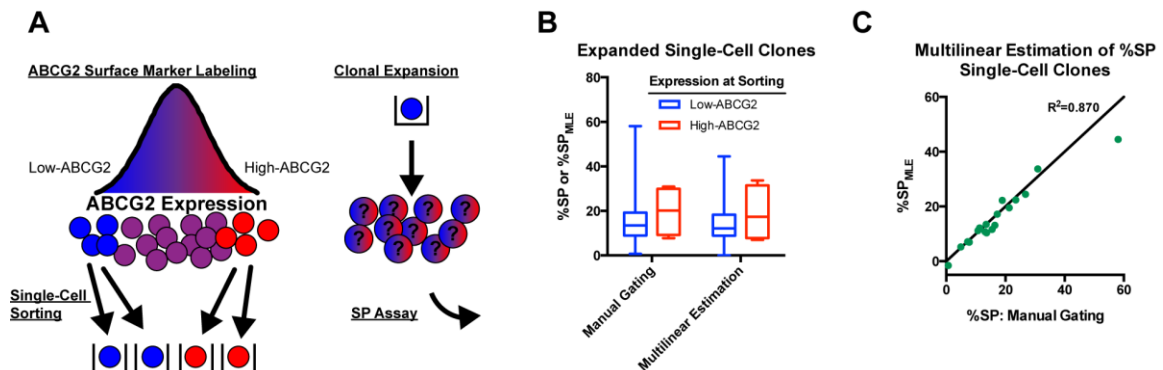 A
ABCG2 Surface Marker Labeling
Low-ABCG2
High-ABCG2
ABCG2 Expression
Single-Cell
Sorting
Clonal Expansion
? ? ? ? ? ? ? ? ?
SP Assay
B
Expanded Single-Cell Clones
%SP or %SPMLE
80
60
40
20
0
Expression at Sorting
Low-ABCG2
High-ABCG2
Manual Gating
Multilinear Estimation
C
Multilinear Estimation of %SP
Single-Cell Clones
%SPMLE
60
40
20
0
R²=0.870
0 20 40 60
%SP: Manual Gating